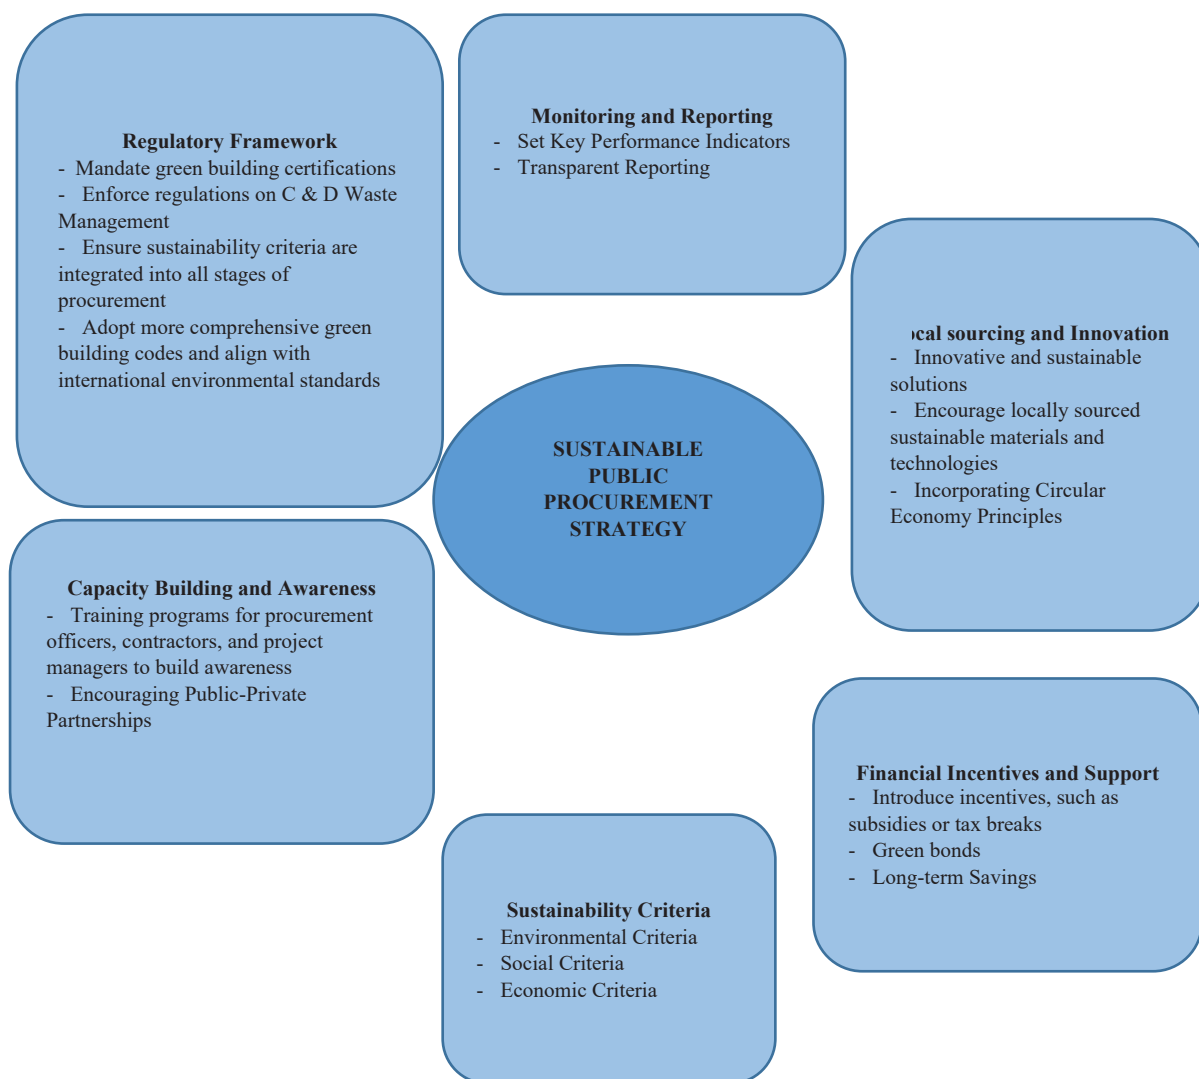 Regulatory Framework
- Mandate green building certifications
- Enforce regulations on C & D Waste
Management
- Ensure sustainability criteria are
integrated into all stages of
procurement
- Adopt more comprehensive green
building codes and align with
international environmental standards
Monitoring and Reporting
- Set Key Performance Indicators
- Transparent Reporting
ocal sourcing and Innovation
- Innovative and sustainable
solutions
- Encourage locally sourced
sustainable materials and
technologies
- Incorporating Circular
Economy Principles
SUSTAINABLE
PUBLIC
PROCUREMENT
STRATEGY
Capacity Building and Awareness
- Training programs for procurement
officers, contractors, and project
managers to build awareness
- Encouraging Public-Private
Partnerships
Financial Incentives and Support
- Introduce incentives, such as
subsidies or tax breaks
- Green bonds
- Long-term Savings
Sustainability Criteria
- Environmental Criteria
- Social Criteria
- Economic Criteria